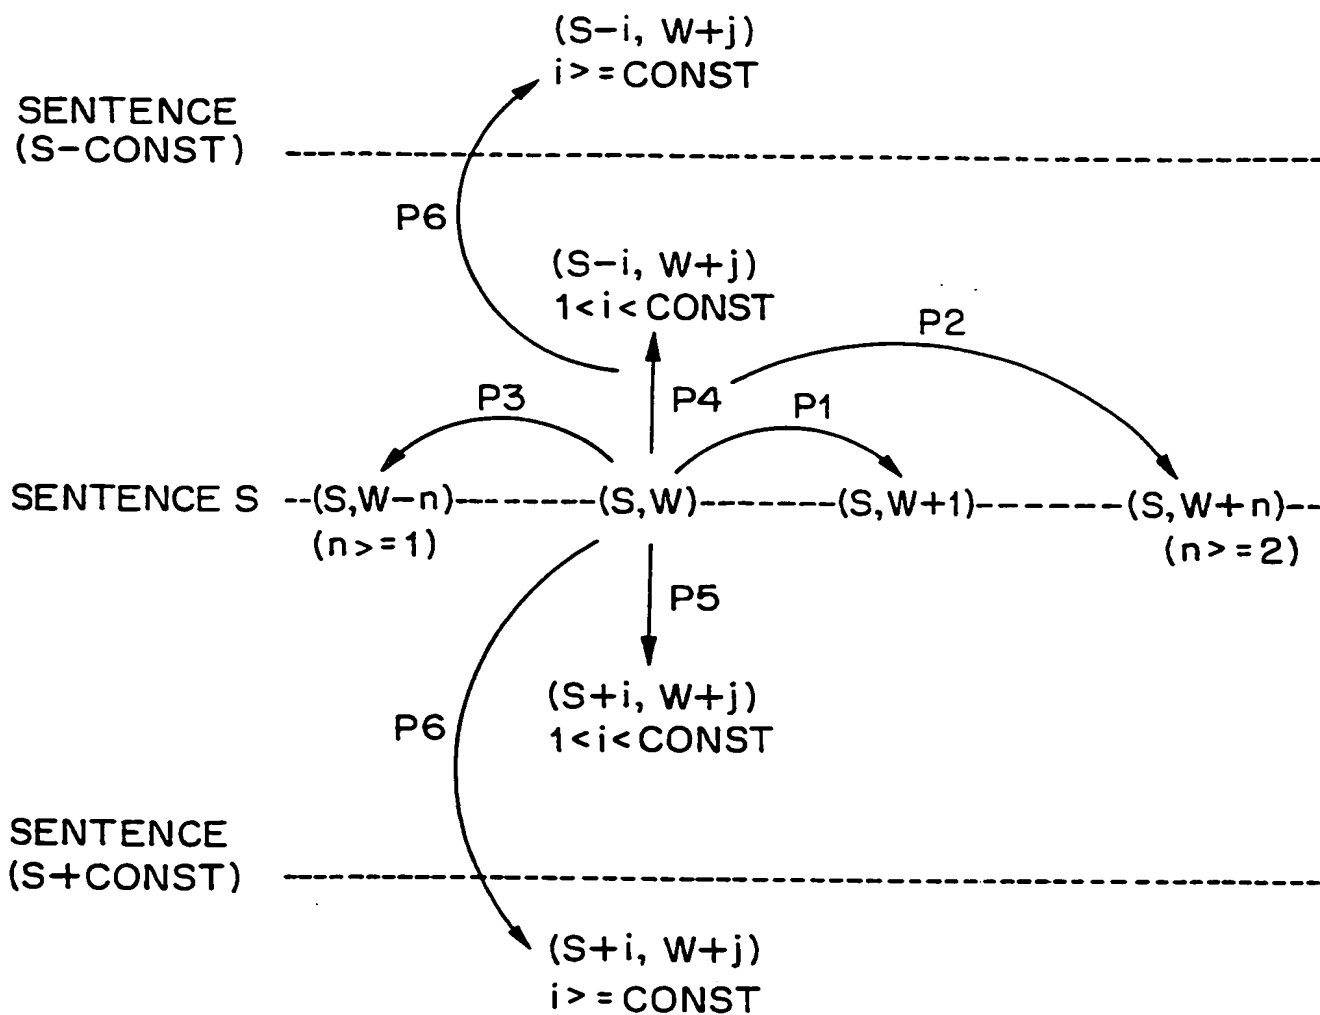 (S-i, W+j)
i>=CONST
SENTENCE
(S-CONST)
P6
(S-i, W+j)
1<i<CONST
P2
P3
P4
P1
SENTENCE S --(S,W-n)-------(S,W)------(S,W+1)------(S,W+n)--
(n>=1)
(n>=2)
P5
(S+i, W+j)
1<i<CONST
P6
SENTENCE
(S+CONST)
(S+i, W+j)
i>=CONST